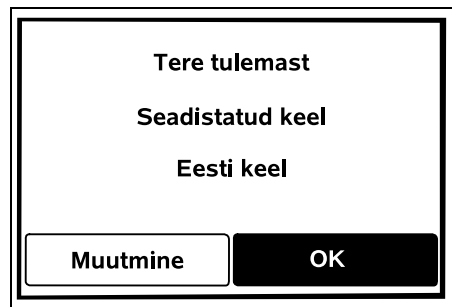 Tere tulemast
Seadistatud keel
Eesti keel
Muutmine
OK